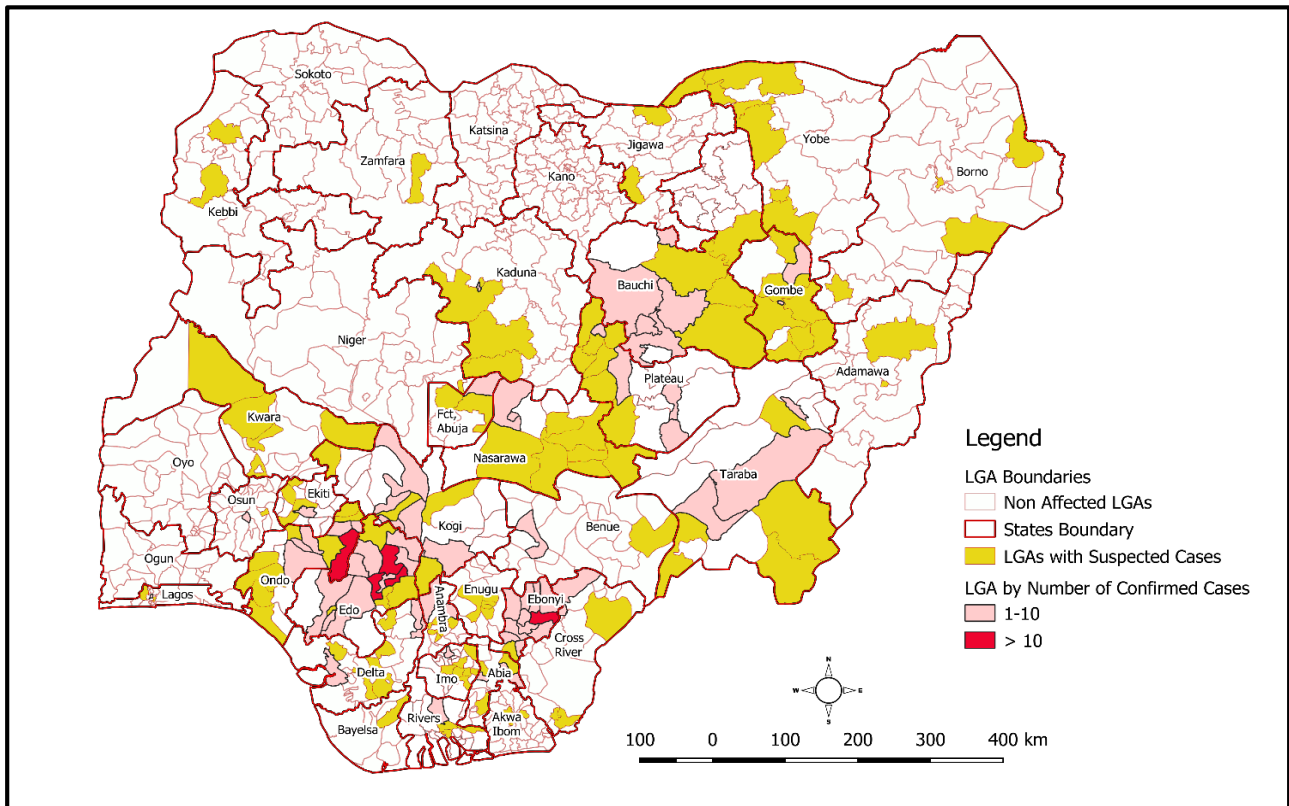 Sokoto
Katsina
Jigawa
Yobe
Zamfara
Kano
Borno
Kebbi
Kaduna
Bauchi
Gombe
Niger
Plateau
Adamawa
Kwara
Fct,
Abuja
Oyo
Nasarawa
Taraba
Osun
Ekiti
Kogi
Benue
Ogun
Lagos
Ondo
Edo
Anambra
Enugu
Ebonyi
Cross
River
Delta
Imo
Abia
Bayelsa
Rivers
Akwa
Ibom
Legend
LGA Boundaries
Non Affected LGAs
States Boundary
LGAs with Suspected Cases
LGA by Number of Confirmed Cases
1-10
> 10
N
W E
S
100 0 100 200 300 400 km